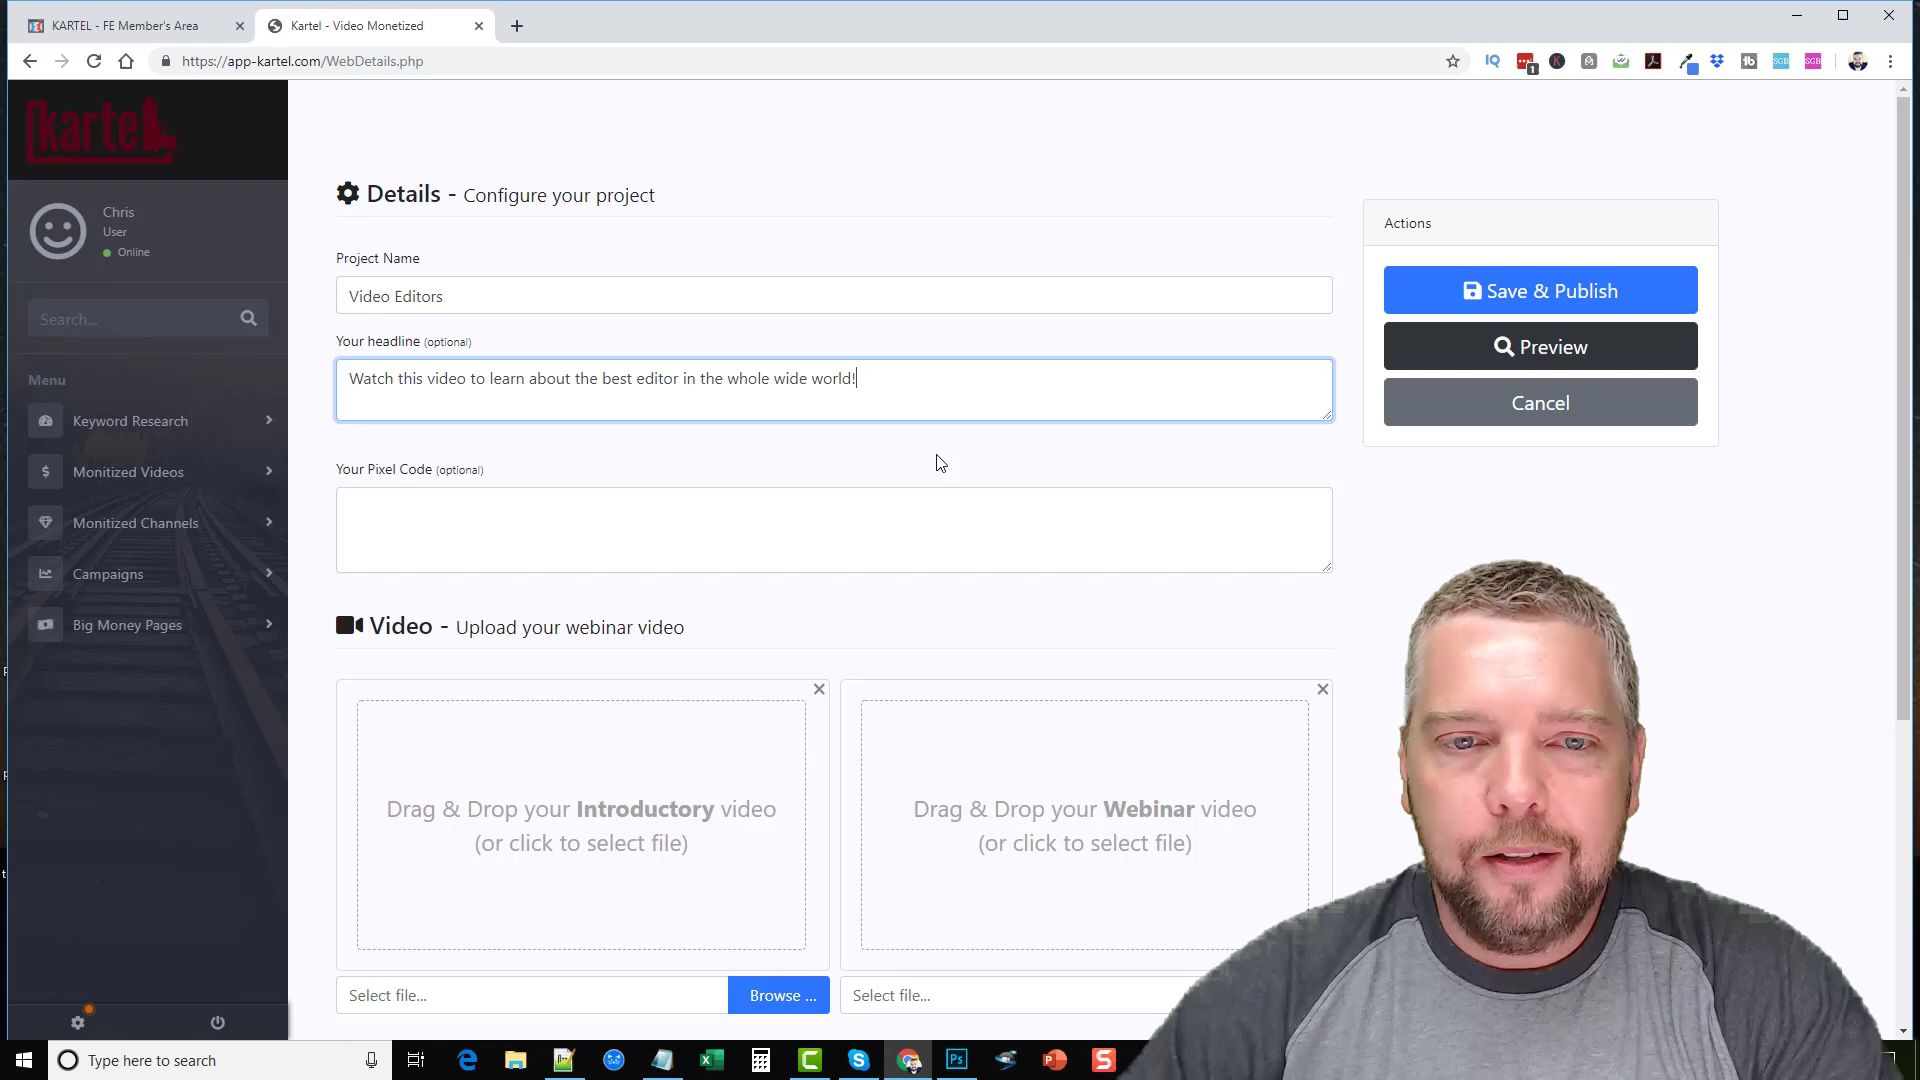 KARTEL - FE Member's Area
Kartel - Video Monetized
https://app-kartel.com/WebDetails.php
1
SGB
SGB
kartel
Chris
User
Online
Search...
Menu
Keyword Research
Monitized Videos
Monitized Channels
Campaigns
Big Money Pages
Details - Configure your project
Project Name
Video Editors
Your headline (optional)
Watch this video to learn about the best editor in the whole wide world!
Your Pixel Code (optional)
Video - Upload your webinar video
Drag & Drop your Introductory video
(or click to select file)
Drag & Drop your Webinar video
(or click to select file)
Select file...
Browse ...
Select file...
Actions
Save & Publish
Preview
Cancel
Type here to search
Ps